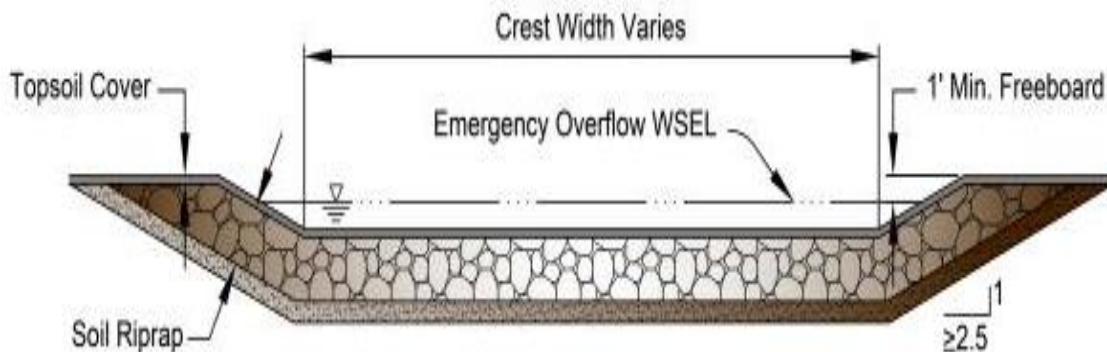 Crest Width Varies
Topsoil Cover
1' Min. Freeboard
Emergency Overflow WSEL
Soil Riprap
1
≥2.5